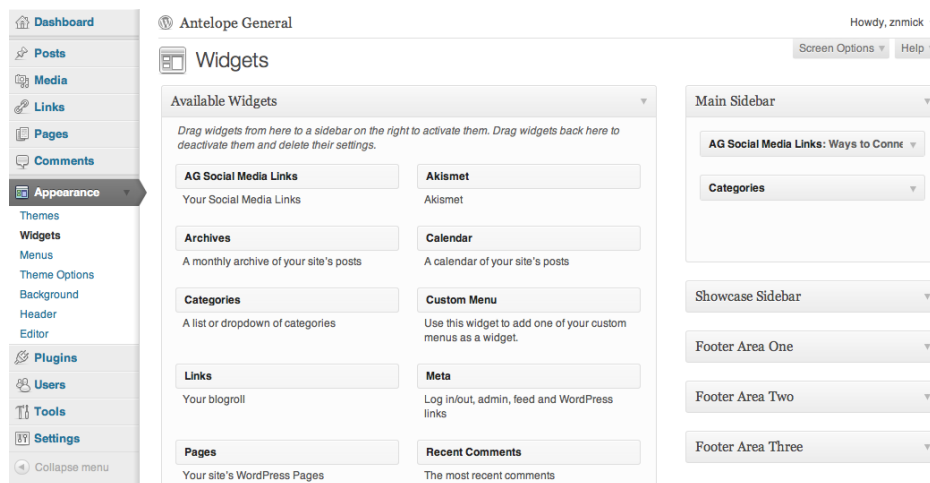 Dashboard
Posts
Media
Links
Pages
Comments
Appearance
Themes
Widgets
Menus
Theme Options
Background
Header
Editor
Plugins
Users
Tools
Settings
Collapse menu
Antelope General
Howdy, znmick
Screen Options
Help
Widgets
Available Widgets
Drag widgets from here to a sidebar on the right to activate them. Drag widgets back here to
deactivate them and delete their settings.
AG Social Media Links
Your Social Media Links
Akismet
Akismet
Archives
A monthly archive of your site's posts
Calendar
A calendar of your site's posts
Categories
A list or dropdown of categories
Custom Menu
Use this widget to add one of your custom
menus as a widget.
Links
Your blogroll
Meta
Log in/out, admin, feed and WordPress
links
Pages
Your site's WordPress Pages
Recent Comments
The most recent comments
Main Sidebar
AG Social Media Links: Ways to Conne
Categories
Showcase Sidebar
Footer Area One
Footer Area Two
Footer Area Three